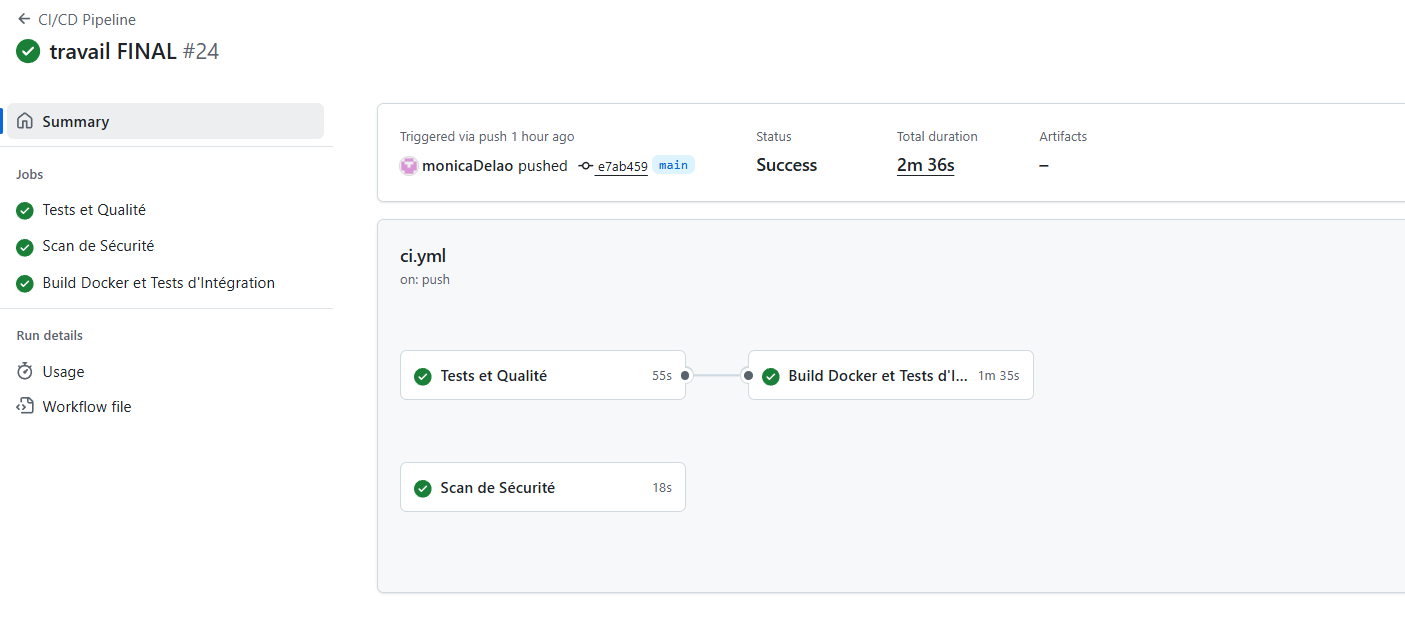 CI/CD Pipeline
travail FINAL #24
Summary
Jobs
Tests et Qualité
Scan de Sécurité
Build Docker et Tests d'Intégration
Run details
Usage
Workflow file
Triggered via push 1 hour ago
monicaDelao pushed e7ab459 main
Status
Success
Total duration
2m 36s
Artifacts
–
ci.yml
on: push
Tests et Qualité 55s
Build Docker et Tests d'I... 1m 35s
Scan de Sécurité 18s